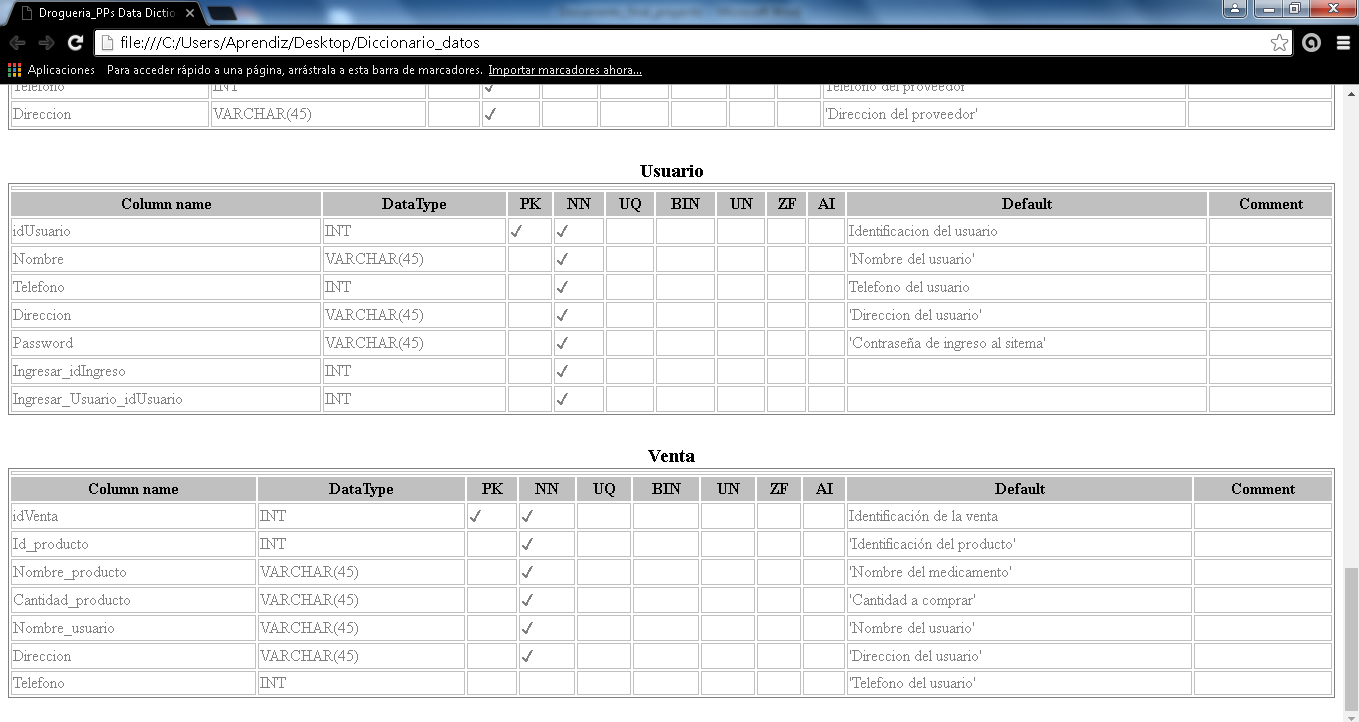 Drogueria_PPs Data Dictio
file:///C:/Users/Aprendiz/Desktop/Diccionario_datos
Aplicaciones Para acceder rápido a una página, arrástrala a esta barra de marcadores. Importar marcadores ahora...
Telefono INT ✓ Telefono del proveedor
Direccion VARCHAR(45) ✓ 'Direccion del proveedor'
Usuario
Column name DataType PK NN UQ BIN UN ZF AI Default Comment
idUsuario INT ✓ ✓ Identificacion del usuario
Nombre VARCHAR(45) ✓ 'Nombre del usuario'
Telefono INT ✓ Telefono del usuario
Direccion VARCHAR(45) ✓ 'Direccion del usuario'
Password VARCHAR(45) ✓ 'Contraseña de ingreso al sitema'
Ingresar_idIngreso INT ✓
Ingresar_Usuario_idUsuario INT ✓
Venta
Column name DataType PK NN UQ BIN UN ZF AI Default Comment
idVenta INT ✓ ✓ Identificación de la venta
Id_producto INT ✓ 'Identificación del producto'
Nombre_producto VARCHAR(45) ✓ 'Nombre del medicamento'
Cantidad_producto VARCHAR(45) ✓ 'Cantidad a comprar'
Nombre_usuario VARCHAR(45) ✓ 'Nombre del usuario'
Direccion VARCHAR(45) ✓ 'Direccion del usuario'
Telefono INT 'Telefono del usuario'